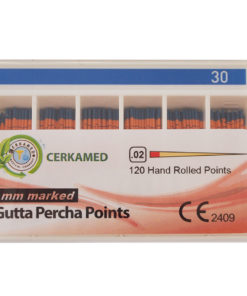 30
CERKAMED
.02
120 Hand Rolled Points
mm marked
Gutta Percha Points
CE 2409